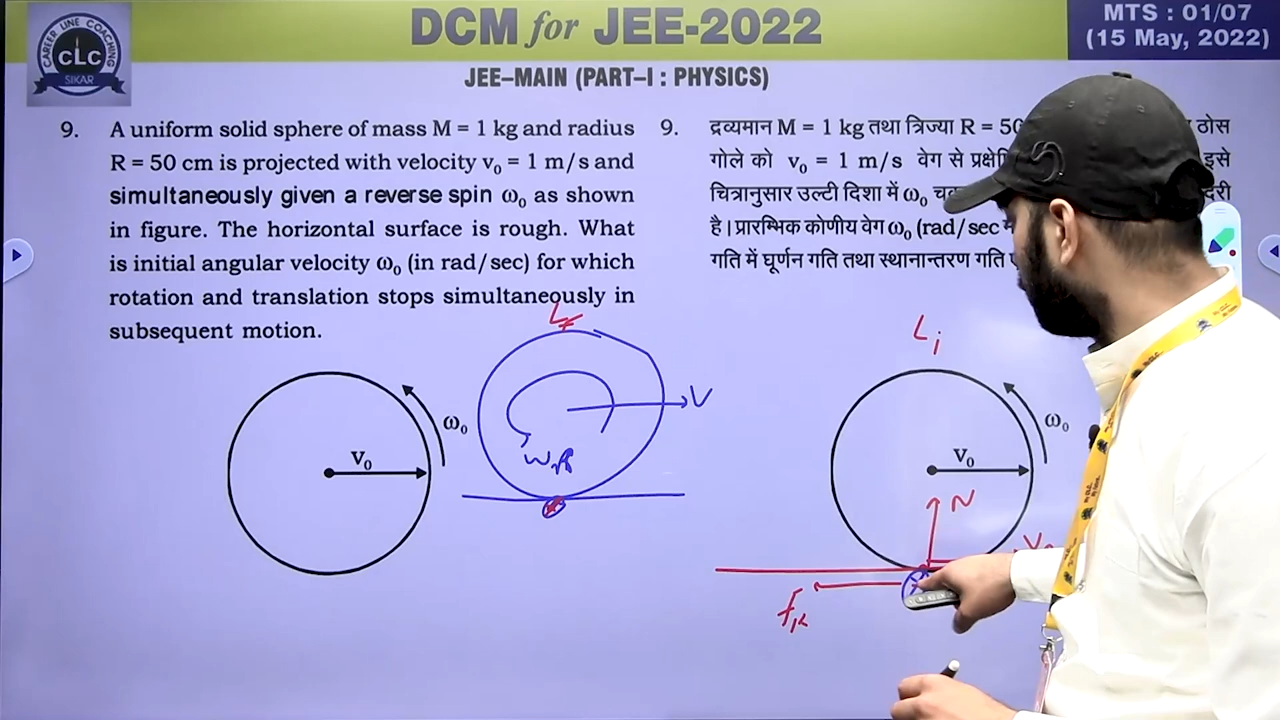 DCM for JEE-2022
MTS : 01/07
(15 May, 2022)
CAREER LINE COACHING
CLC
SIKAR
JEE–MAIN (PART–I : PHYSICS)
9. A uniform solid sphere of mass M = 1 kg and radius
R = 50 cm is projected with velocity v₀ = 1 m/s and
simultaneously given a reverse spin ω₀ as shown
in figure. The horizontal surface is rough. What
is initial angular velocity ω₀ (in rad/sec) for which
rotation and translation stops simultaneously in
subsequent motion.
9. द्रव्यमान M = 1 kg तथा त्रिज्या R = 50 ठोस
गोले को v₀ = 1 m/s वेग से इसे
चित्रानुसार उल्टी दिशा में ω₀
है। प्रारम्भिक कोणीय वेग ω₀ (rad/sec
गति में घूर्णन गति तथा स्थानान्तरण गति
ω₀
v₀
Lf
V
Li
ω₀
v₀
N
fk